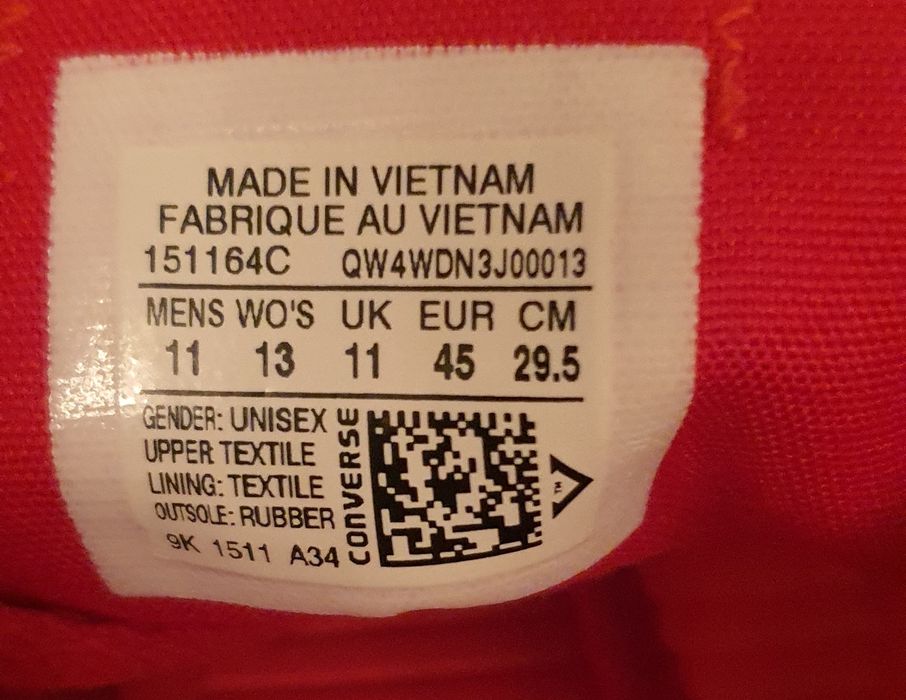 MADE IN VIETNAM
FABRIQUE AU VIETNAM
151164C QW4WDN3J00013
MENS WO'S UK EUR CM
11 13 11 45 29.5
GENDER: UNISEX
UPPER TEXTILE
LINING: TEXTILE
OUTSOLE: RUBBER
9K 1511 A34
CONVERSE
TM